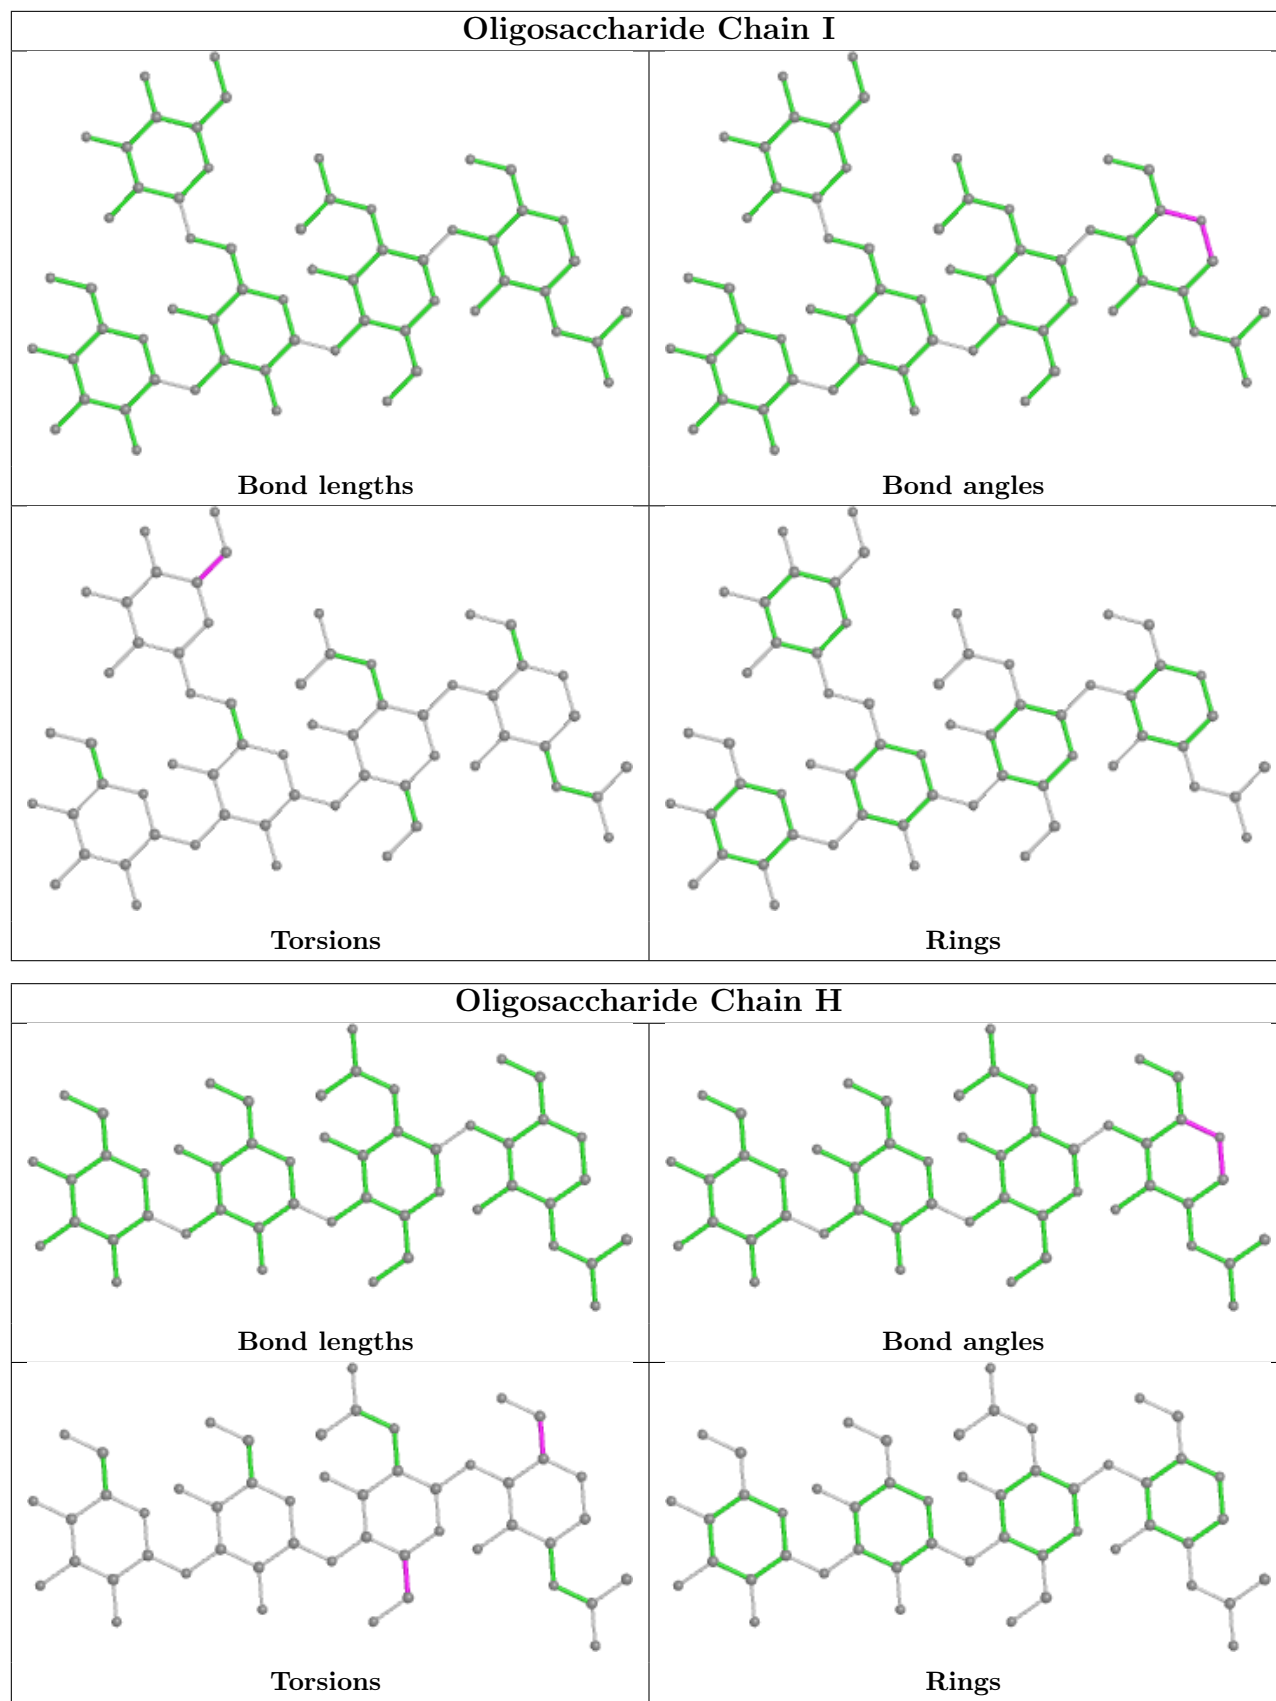 Oligosaccharide Chain I
Bond lengths
Bond angles
Torsions
Rings
Oligosaccharide Chain H
Bond lengths
Bond angles
Torsions
Rings